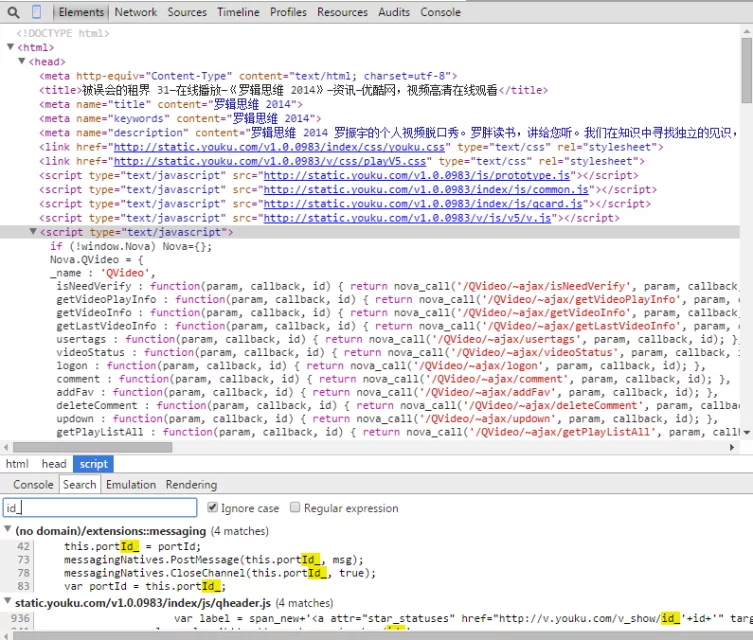 Elements Network Sources Timeline Profiles Resources Audits Console
<!DOCTYPE html>
<html>
<head>
<meta http-equiv="Content-Type" content="text/html; charset=utf-8">
<title>被误会的租界 31—在线播放—《罗辑思维 2014》—资讯—优酷网，视频高清在线观看</title>
<meta name="title" content="罗辑思维 2014">
<meta name="keywords" content="罗辑思维 2014">
<meta name="description" content="罗辑思维 2014 罗振宇的个人视频脱口秀。罗胖读书，讲给您听。我们在知识中寻找独立的见识，
<link href="http://static.youku.com/v1.0.0983/index/css/youku.css" type="text/css" rel="stylesheet">
<link href="http://static.youku.com/v1.0.0983/v/css/playV5.css" type="text/css" rel="stylesheet">
<script type="text/javascript" src="http://static.youku.com/v1.0.0983/js/prototype.js"></script>
<script type="text/javascript" src="http://static.youku.com/v1.0.0983/index/js/common.js"></script>
<script type="text/javascript" src="http://static.youku.com/v1.0.0983/index/js/qcard.js"></script>
<script type="text/javascript" src="http://static.youku.com/v1.0.0983/v/js/v5/v.js"></script>
<script type="text/javascript">
if (!window.Nova) Nova={};
Nova.QVideo = {
_name : 'QVideo',
isNeedVerify : function(param, callback, id) { return nova_call('/QVideo/~ajax/isNeedVerify', param, callback,
getVideoPlayInfo : function(param, callback, id) { return nova_call('/QVideo/~ajax/getVideoPlayInfo', param, c
getVideoInfo : function(param, callback, id) { return nova_call('/QVideo/~ajax/getVideoInfo', param, callback,
getLastVideoInfo : function(param, callback, id) { return nova_call('/QVideo/~ajax/getLastVideoInfo', param, c
usertags : function(param, callback, id) { return nova_call('/QVideo/~ajax/usertags', param, callback, id); },
videoStatus : function(param, callback, id) { return nova_call('/QVideo/~ajax/videoStatus', param, callback, i
logon : function(param, callback, id) { return nova_call('/QVideo/~ajax/logon', param, callback, id); },
comment : function(param, callback, id) { return nova_call('/QVideo/~ajax/comment', param, callback, id); },
addFav : function(param, callback, id) { return nova_call('/QVideo/~ajax/addFav', param, callback, id); },
deleteComment : function(param, callback, id) { return nova_call('/QVideo/~ajax/deleteComment', param, callba
updown : function(param, callback, id) { return nova_call('/QVideo/~ajax/updown', param, callback, id); },
getPlayListAll : function(param, callback, id) { return nova_call('/QVideo/~ajax/getPlayListAll', param, call
html head script
Console Search Emulation Rendering
id_ Ignore case Regular expression
(no domain)/extensions::messaging (4 matches)
42 this.portId_ = portId;
73 messagingNatives.PostMessage(this.portId_, msg);
78 messagingNatives.CloseChannel(this.portId_, true);
83 var portId = this.portId_;
static.youku.com/v1.0.0983/index/js/qheader.js (4 matches)
936 var label = span_new+'<a attr="star_statuses" href="http://v.youku.com/v_show/id_'+id+'" targ